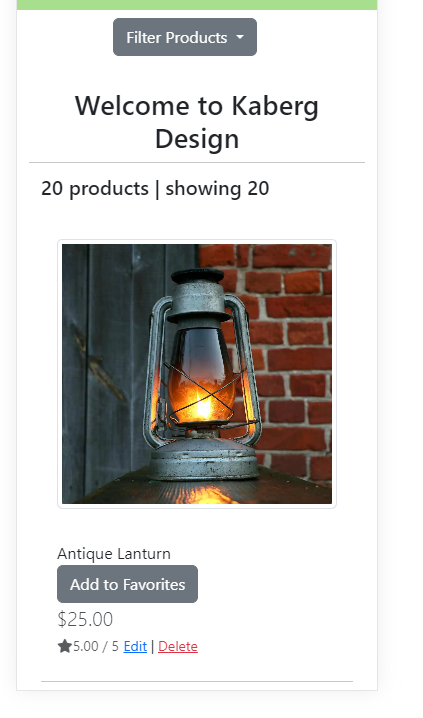 Filter Products
Welcome to Kaberg
Design
20 products | showing 20
Antique Lanturn
Add to Favorites
$25.00
5.00 / 5 Edit | Delete